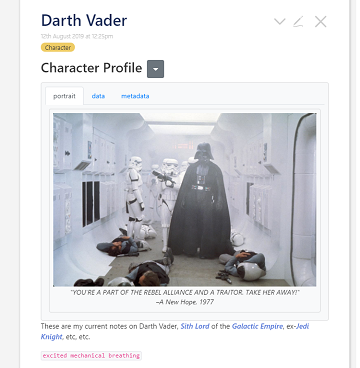 Darth Vader
12th August 2019 at 12:29pm
Character
Character Profile
portrait data metadata
"YOU'RE A PART OF THE REBEL ALLIANCE AND A TRAITOR. TAKE HER AWAY!"
~A New Hope, 1977
These are my current notes on Darth Vader, Sith Lord of the Galactic Empire, ex-Jedi
Knight, etc, etc.
excited mechanical breathing